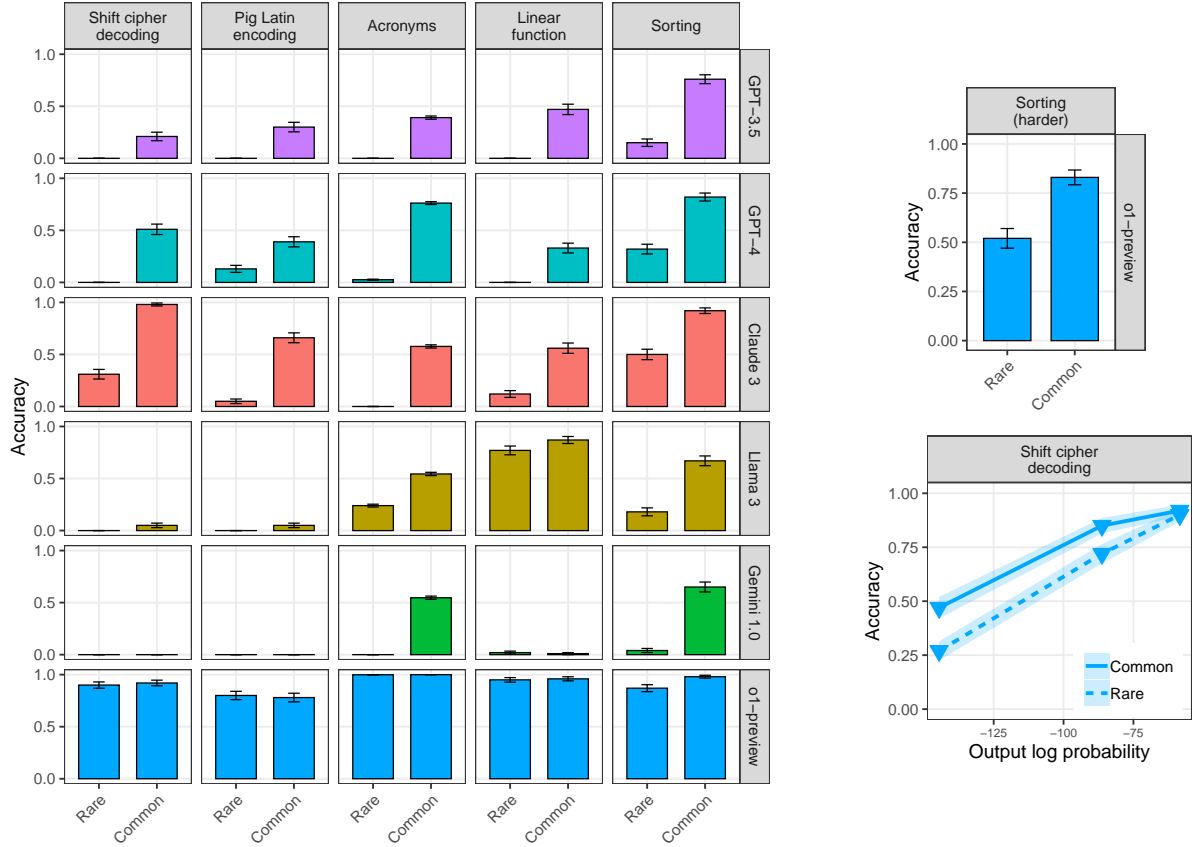 Shift cipher
decoding
Pig Latin
encoding
Acronyms
Linear
function
Sorting
Accuracy
1.0
0.5
0.0
GPT−3.5
1.0
0.5
0.0
GPT−4
1.0
0.5
0.0
Claude 3
1.0
0.5
0.0
Llama 3
1.0
0.5
0.0
Gemini 1.0
1.0
0.5
0.0
o1−preview
Rare
Common
Rare
Common
Rare
Common
Rare
Common
Rare
Common
Sorting
(harder)
Accuracy
1.00
0.75
0.50
0.25
0.00
o1−preview
Rare
Common
Shift cipher
decoding
Accuracy
1.00
0.75
0.50
0.25
0.00
Common
Rare
−125
−100
−75
Output log probability